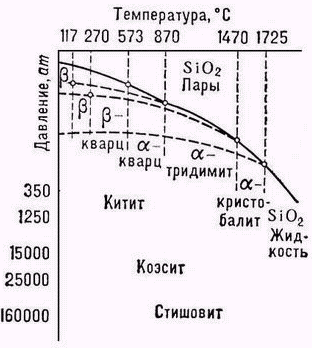 Температура, °С
117 270 573 870 1470 1725
Давление, ат
SiO2
Пары
β
β
β-
кварц
α-
кварц
α-
тридимит
α-
кристо-
балит
SiO2
Жид-
кость
350
1250
15000
25000
160000
Китит
Коэсит
Стишовит